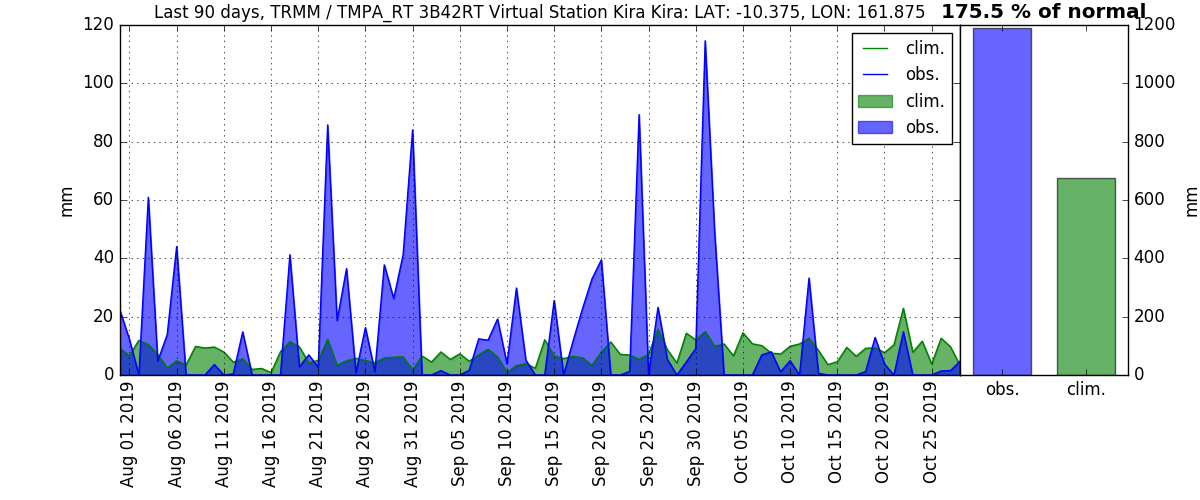 Last 90 days, TRMM / TMPA_RT 3B42RT Virtual Station Kira Kira: LAT: -10.375, LON: 161.875 175.5 % of normal
120
100
80
60
40
20
0
mm
clim.
obs.
clim.
obs.
Aug 01 2019
Aug 06 2019
Aug 11 2019
Aug 16 2019
Aug 21 2019
Aug 26 2019
Aug 31 2019
Sep 05 2019
Sep 10 2019
Sep 15 2019
Sep 20 2019
Sep 25 2019
Sep 30 2019
Oct 05 2019
Oct 10 2019
Oct 15 2019
Oct 20 2019
Oct 25 2019
1200
1000
800
600
400
200
0
mm
obs. clim.